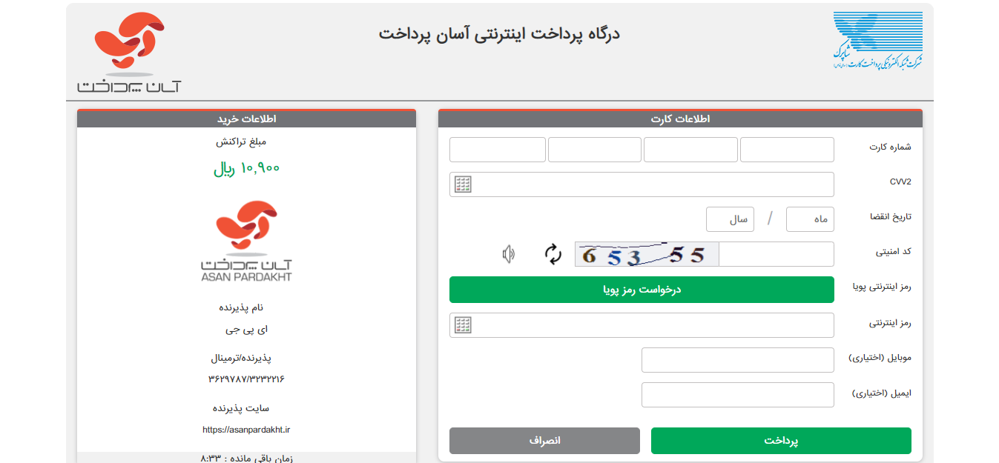 شاپرک
شرکت شبکه الکترونیکی پرداخت کارت
درگاه پرداخت اینترنتی آسان پرداخت
آسان پرداخت
اطلاعات کارت
شماره کارت
CVV2
تاریخ انقضا
ماه
/
سال
کد امنیتی
653 55
رمز اینترنتی پویا
درخواست رمز پویا
رمز اینترنتی
موبایل (اختیاری)
ایمیل (اختیاری)
پرداخت
انصراف
اطلاعات خرید
مبلغ تراکنش
۱۰,۹۰۰ ریال
آسان پرداخت
ASAN PARDAKHT
نام پذیرنده
ای پی جی
پذیرنده/ترمینال
۳۶۲۹۷۸۷/۳۲۳۲۲۱۶
سایت پذیرنده
https://asanpardakht.ir
زمان باقی مانده : ۸:۳۳